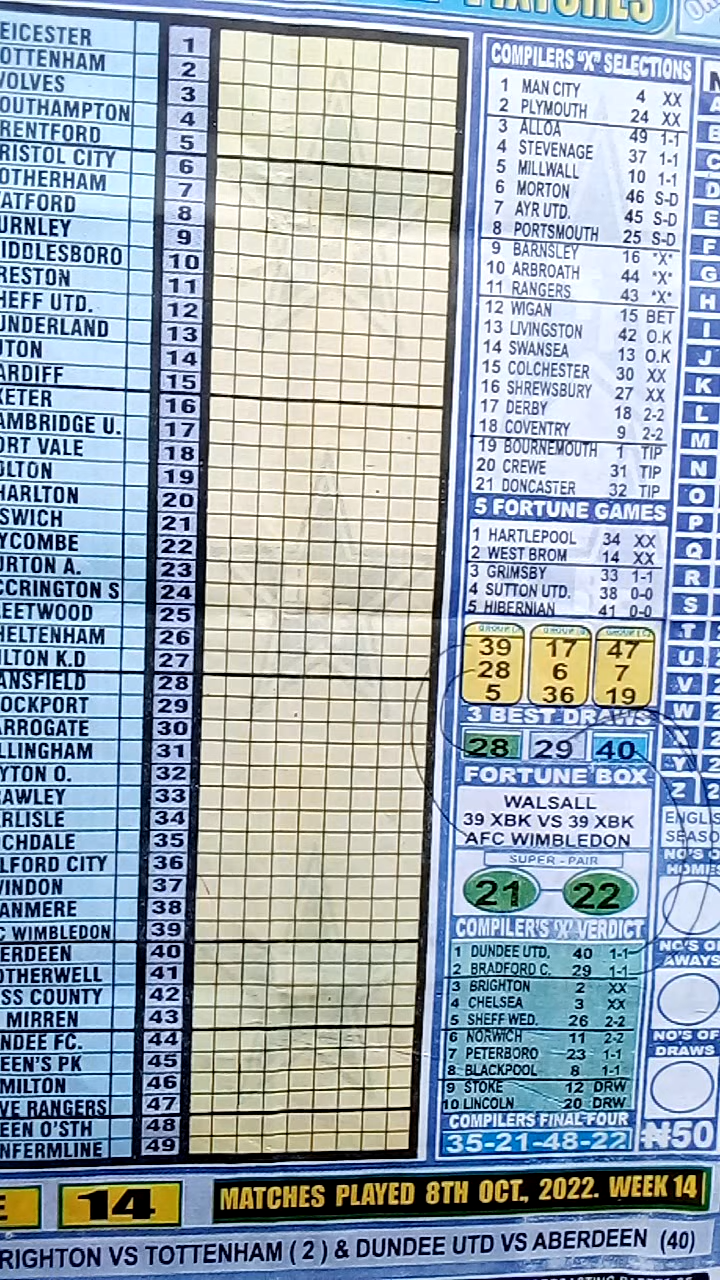 FIXTURES
EICESTER 1
OTTENHAM 2
WOLVES 3
OUTHAMPTON 4
RENTFORD 5
RISTOL CITY 6
OTHERHAM 7
ATFORD 8
URNLEY 9
IDDLESBORO 10
RESTON 11
HEFF UTD. 12
UNDERLAND 13
UTON 14
ARDIFF 15
XETER 16
AMBRIDGE U. 17
ORT VALE 18
OLTON 19
HARLTON 20
SWICH 21
YCOMBE 22
URTON A. 23
CCRINGTON S 24
LEETWOOD 25
HELTENHAM 26
ILTON K.D 27
ANSFIELD 28
OCKPORT 29
ARROGATE 30
LLINGHAM 31
YTON O. 32
RAWLEY 33
RLISLE 34
CHDALE 35
LFORD CITY 36
WINDON 37
ANMERE 38
C WIMBLEDON 39
ERDEEN 40
OTHERWELL 41
SS COUNTY 42
MIRREN 43
NDEE FC. 44
EEN'S PK 45
MILTON 46
VE RANGERS 47
EEN O'STH 48
NFERMLINE 49
COMPILERS "X" SELECTIONS
1 MAN CITY 4 XX
2 PLYMOUTH 24 XX
3 ALLOA 49 1-1
4 STEVENAGE 37 1-1
5 MILLWALL 10 1-1
6 MORTON 46 S-D
7 AYR UTD. 45 S-D
8 PORTSMOUTH 25 S-D
9 BARNSLEY 16 "X"
10 ARBROATH 44 "X"
11 RANGERS 43 "X"
12 WIGAN 15 BET
13 LIVINGSTON 42 O.K
14 SWANSEA 13 O.K
15 COLCHESTER 30 XX
16 SHREWSBURY 27 XX
17 DERBY 18 2-2
18 COVENTRY 9 2-2
19 BOURNEMOUTH 1 TIP
20 CREWE 31 TIP
21 DONCASTER 32 TIP
5 FORTUNE GAMES
1 HARTLEPOOL 34 XX
2 WEST BROM 14 XX
3 GRIMSBY 33 1-1
4 SUTTON UTD. 38 0-0
5 HIBERNIAN 41 0-0
39 17 47
28 6 7
5 36 19
3 BEST DRAWS
28 29 40
FORTUNE BOX
WALSALL
39 XBK VS 39 XBK
AFC WIMBLEDON
SUPER - PAIR
21 22
COMPILER'S 'X' VERDICT
1 DUNDEE UTD. 40 1-1
2 BRADFORD C. 29 1-1
3 BRIGHTON 2 XX
4 CHELSEA 3 XX
5 SHEFF WED. 26 2-2
6 NORWICH 11 2-2
7 PETERBORO 23 1-1
8 BLACKPOOL 8 1-1
9 STOKE 12 DRW
10 LINCOLN 20 DRW
COMPILERS FINAL FOUR
35-21-48-22
N
A
B
C
D
E
F
G
H
I
J
K
L
M
N
O
P
Q
R
S
T
U
V
W
Y
Z
ENGLIS
SEASO
NO'S O
HOMES
NO'S OF
AWAYS
NO'S OF
DRAWS
₦50
E 14 MATCHES PLAYED 8TH OCT., 2022. WEEK 14
RIGHTON VS TOTTENHAM ( 2 ) & DUNDEE UTD VS ABERDEEN (40)